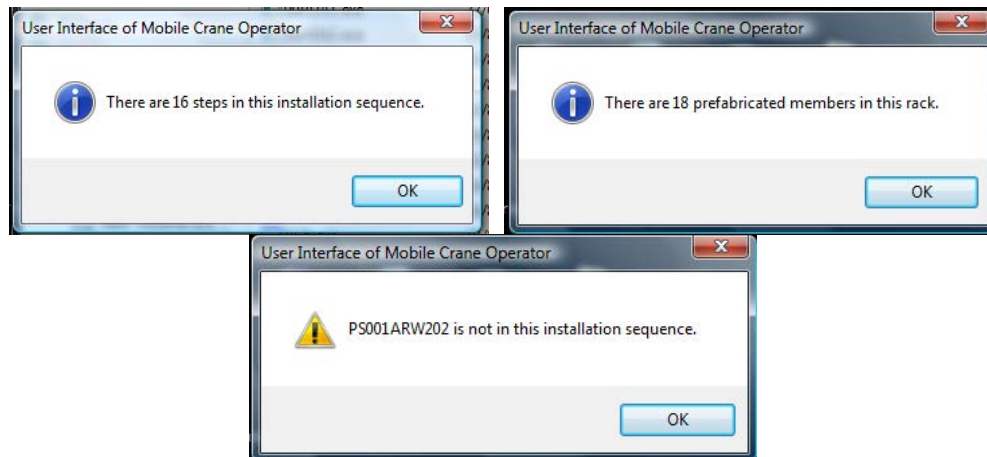 User Interface of Mobile Crane Operator
There are 16 steps in this installation sequence.
OK
User Interface of Mobile Crane Operator
There are 18 prefabricated members in this rack.
OK
User Interface of Mobile Crane Operator
PS001ARW202 is not in this installation sequence.
OK